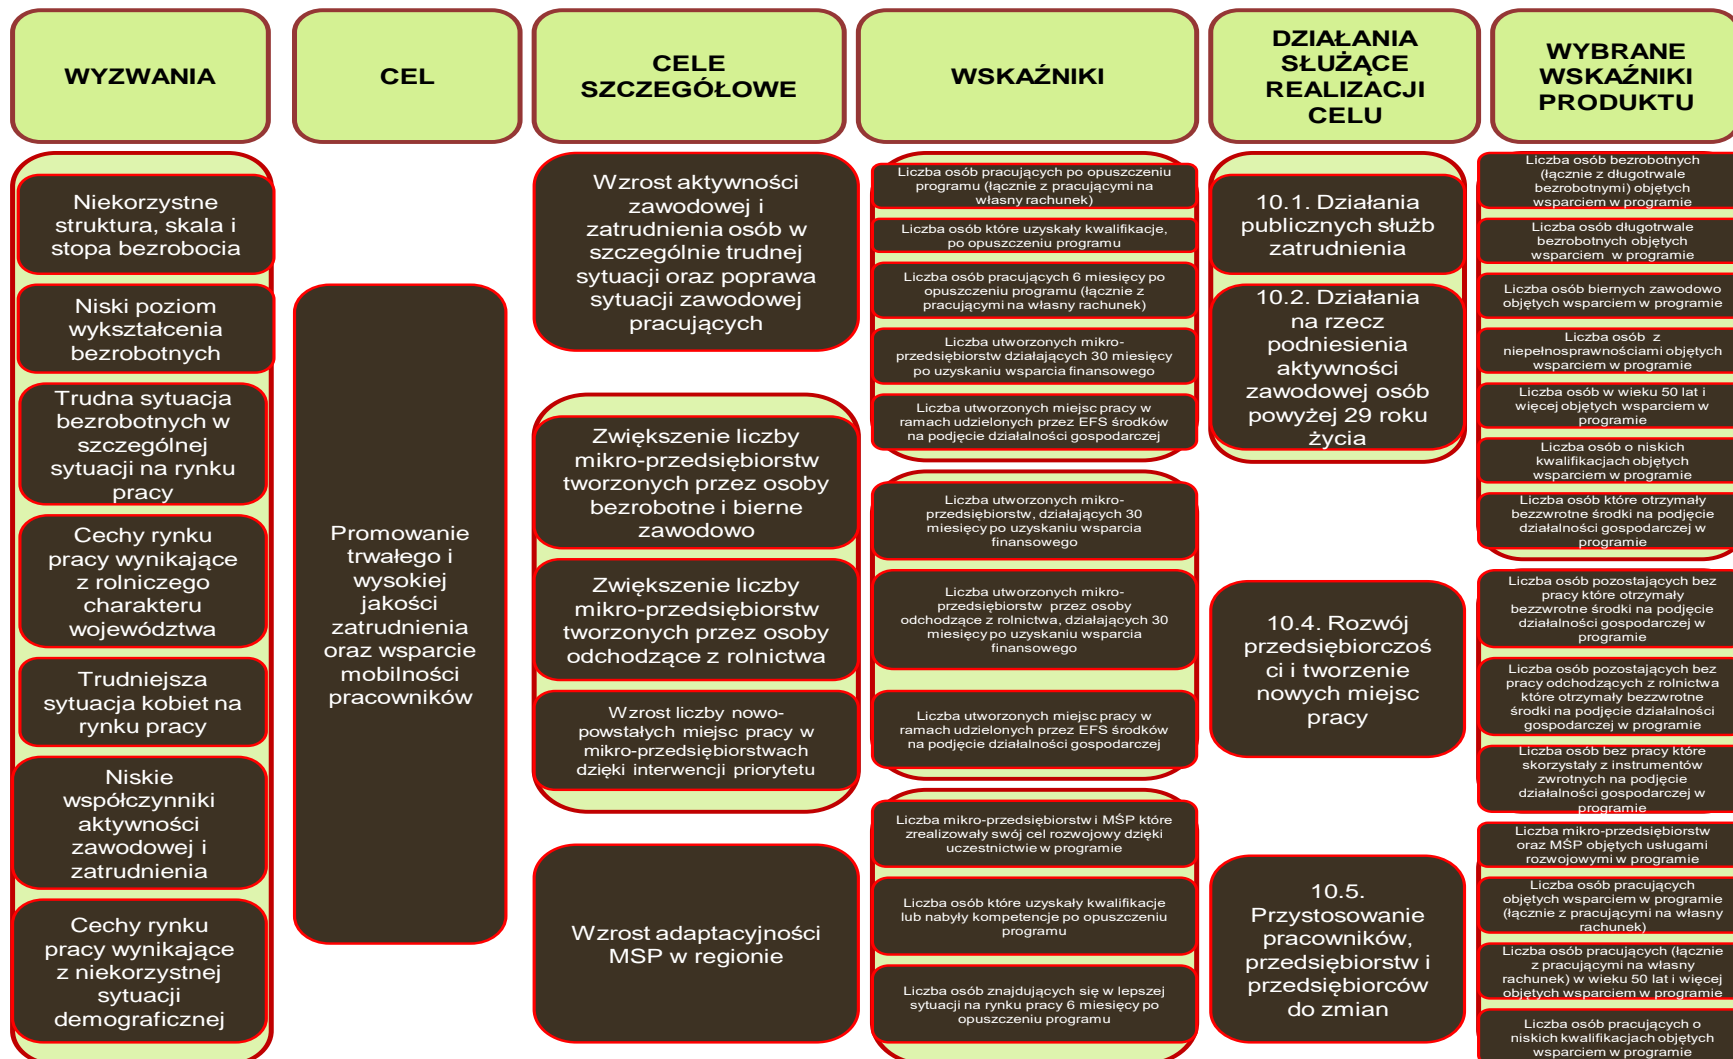 WYZWANIA
CEL
CELE
SZCZEGÓŁOWE
WSKAŹNIKI
DZIAŁANIA
SŁUŻĄCE
REALIZACJI
CELU
WYBRANE
WSKAŹNIKI
PRODUKTU
Niekorzystne
struktura, skala i
stopa bezrobocia
Niski poziom
wykształcenia
bezrobotnych
Trudna sytuacja
bezrobotnych w
szczególnej
sytuacji na rynku
pracy
Cechy rynku
pracy wynikające
z rolniczego
charakteru
województwa
Trudniejsza
sytuacja kobiet na
rynku pracy
Niskie
współczynniki
aktywności
zawodowej i
zatrudnienia
Cechy rynku
pracy wynikające
z niekorzystnej
sytuacji
demograficznej
Promowanie
trwałego i
wysokiej
jakości
zatrudnienia
oraz wsparcie
mobilności
pracowników
Wzrost aktywności
zawodowej i
zatrudnienia osób w
szczególnie trudnej
sytuacji oraz poprawa
sytuacji zawodowej
pracujących
Zwiększenie liczby
mikro-przedsiębiorstw
tworzonych przez osoby
bezrobotne i bierne
zawodowo
Zwiększenie liczby
mikro-przedsiębiorstw
tworzonych przez osoby
odchodzące z rolnictwa
Wzrost liczby nowo-
powstałych miejsc pracy w
mikro-przedsiębiorstwach
dzięki interwencji priorytetu
Wzrost adaptacyjności
MSP w regionie
Liczba osób pracujących po opuszczeniu
programu (łącznie z pracującymi na
własny rachunek)
Liczba osób które uzyskały kwalifikacje,
po opuszczeniu programu
Liczba osób pracujących 6 miesięcy po
opuszczeniu programu (łącznie z
pracującymi na własny rachunek)
Liczba utworzonych mikro-
przedsiębiorstw działających 30 miesięcy
po uzyskaniu wsparcia finansowego
Liczba utworzonych miejsc pracy w
ramach udzielonych przez EFS środków
na podjęcie działalności gospodarczej
Liczba utworzonych mikro-
przedsiębiorstw, działających 30
miesięcy po uzyskaniu wsparcia
finansowego
Liczba utworzonych mikro-
przedsiębiorstw  przez osoby
odchodzące z rolnictwa, działających 30
miesięcy po uzyskaniu wsparcia
finansowego
Liczba utworzonych miejsc pracy w
ramach udzielonych przez EFS środków
na podjęcie działalności gospodarczej
Liczba mikro-przedsiębiorstw i MŚP które
zrealizowały swój cel rozwojowy dzięki
uczestnictwie w programie
Liczba osób które uzyskały kwalifikacje
lub nabyły kompetencje po opuszczeniu
programu
Liczba osób znajdujących się w lepszej
sytuacji na rynku pracy 6 miesięcy po
opuszczeniu programu
10.1. Działania
publicznych służb
zatrudnienia
10.2. Działania
na rzecz
podniesienia
aktywności
zawodowej osób
powyżej 29 roku
życia
10.4. Rozwój
przedsiębiorczoś
ci i tworzenie
nowych miejsc
pracy
10.5.
Przystosowanie
pracowników,
przedsiębiorstw i
przedsiębiorców
do zmian
Liczba osób bezrobotnych
(łącznie z długotrwale
bezrobotnymi) objętych
wsparciem w programie
Liczba osób długotrwale
bezrobotnych objętych
wsparciem  w programie
Liczba osób biernych zawodowo
objętych wsparciem w programie
Liczba osób  z
niepełnosprawnościami objętych
wsparciem w programie
Liczba osób w wieku 50 lat i
więcej objętych wsparciem w
programie
Liczba osób o niskich
kwalifikacjach objętych
wsparciem w programie
Liczba osób które otrzymały
bezzwrotne środki na podjęcie
działalności gospodarczej w
programie
Liczba osób pozostających bez
pracy które otrzymały
bezzwrotne środki na podjęcie
działalności gospodarczej w
programie
Liczba osób pozostających bez
pracy odchodzących z rolnictwa
które otrzymały bezzwrotne
środki na podjęcie działalności
gospodarczej w programie
Liczba osób bez pracy które
skorzystały z instrumentów
zwrotnych na podjęcie
działalności gospodarczej w
programie
Liczba mikro-przedsiębiorstw
oraz MŚP objętych usługami
rozwojowymi w programie
Liczba osób pracujących
objętych wsparciem w programie
(łącznie z pracującymi na własny
rachunek)
Liczba osób pracujących (łącznie
z pracującymi na własny
rachunek) w wieku 50 lat i więcej
objętych wsparciem w programie
Liczba osób pracujących o
niskich kwalifikacjach objętych
wsparciem w programie